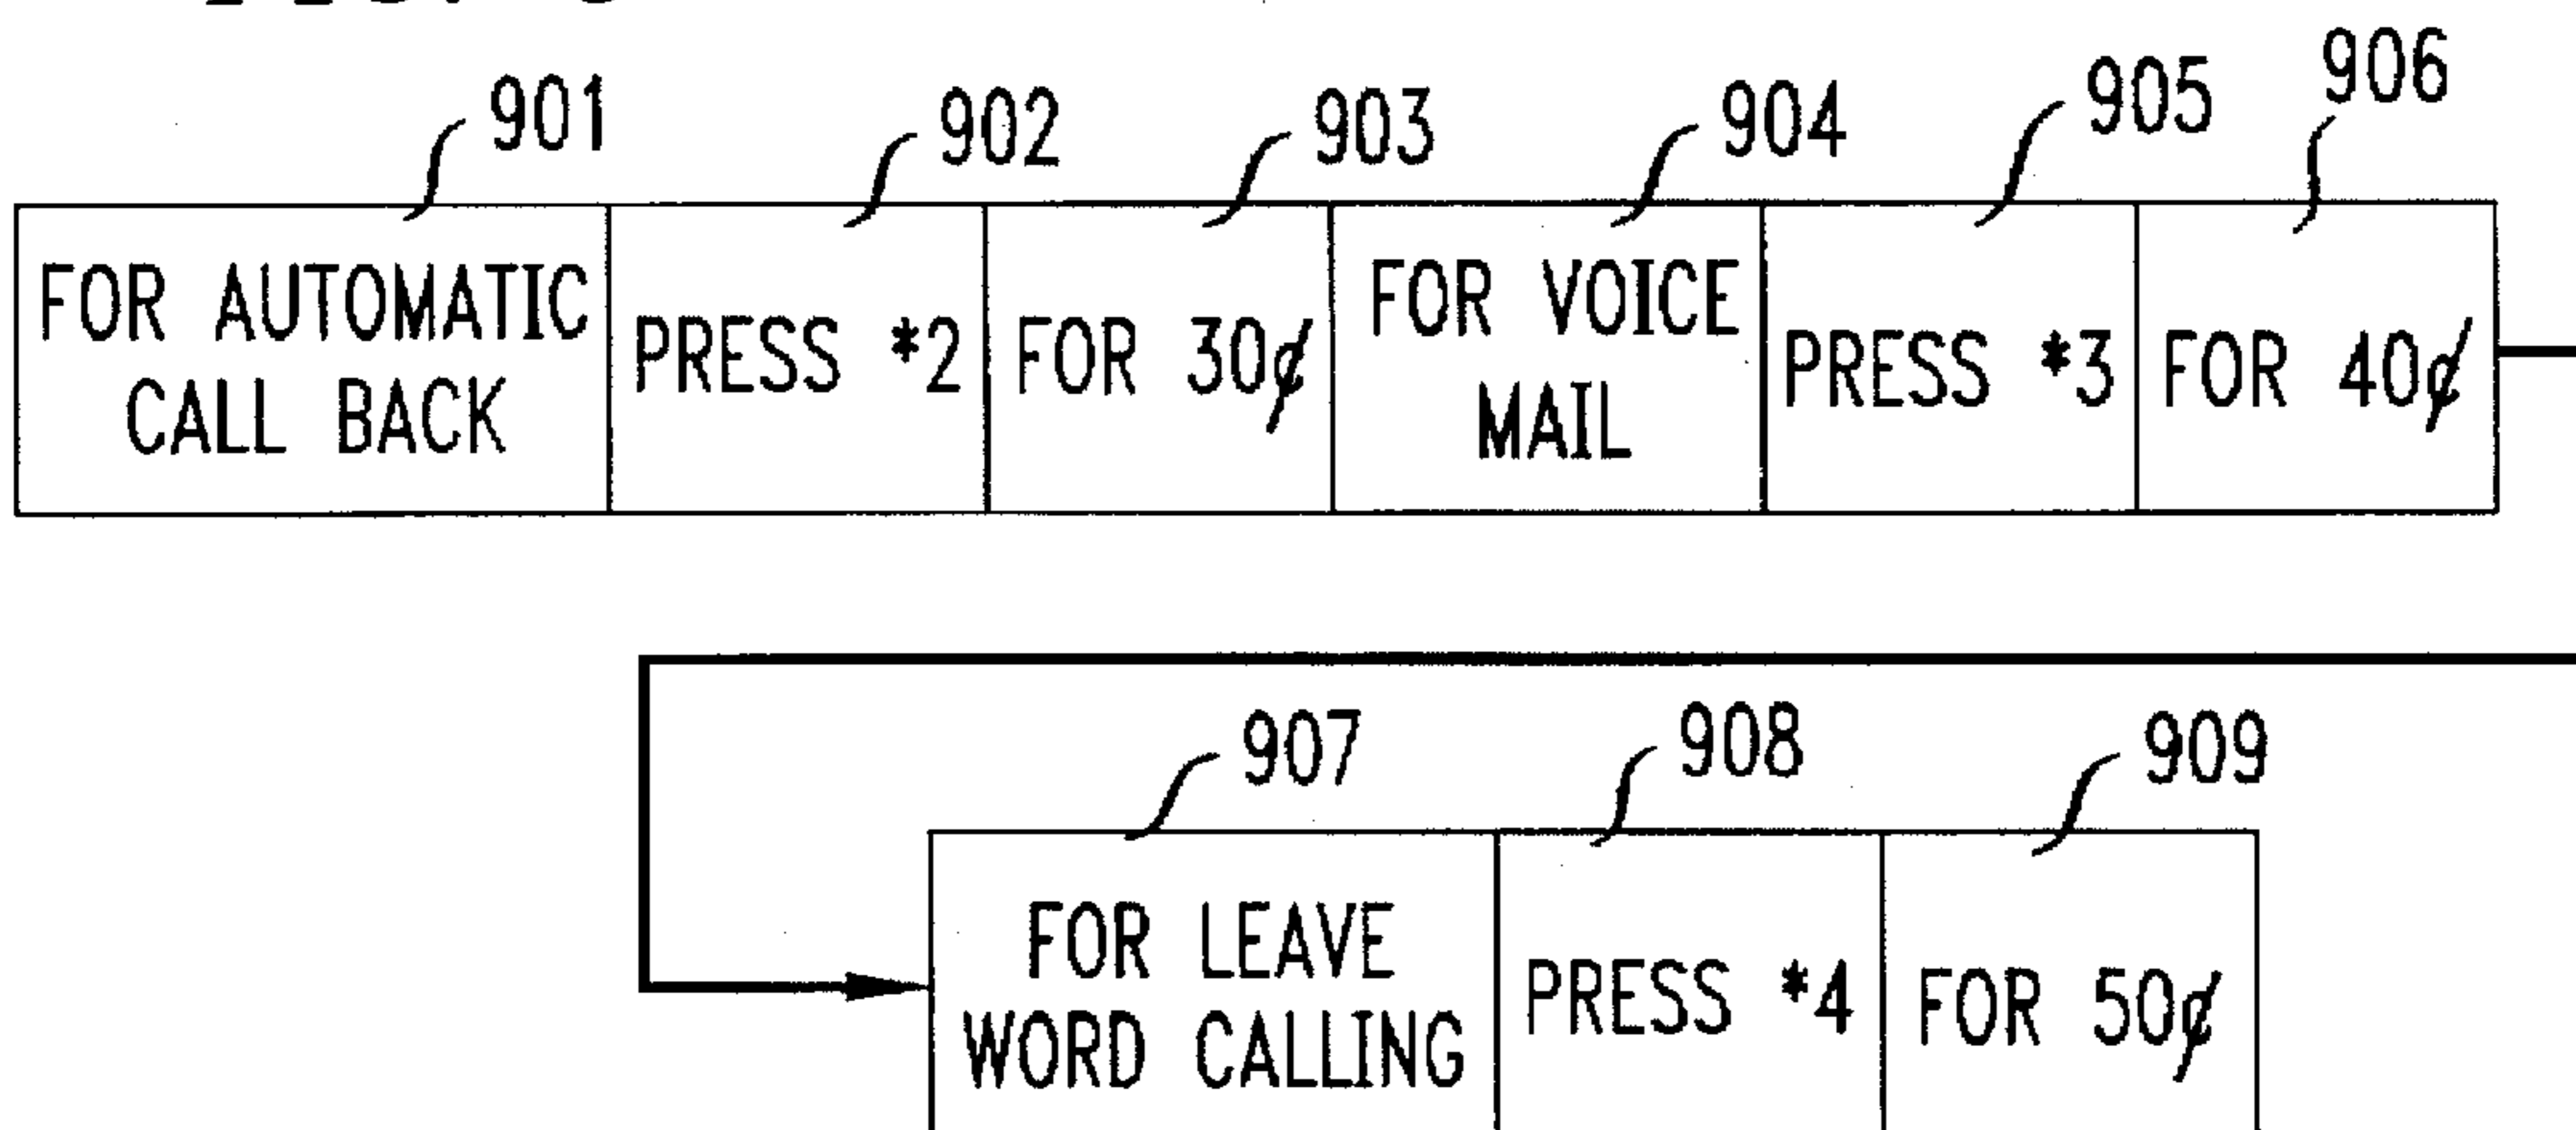 901
902
903
904
905
906
FOR AUTOMATIC
CALL BACK
PRESS *2
FOR 30¢
FOR VOICE
MAIL
PRESS *3
FOR 40¢
907
908
909
FOR LEAVE
WORD CALLING
PRESS *4
FOR 50¢